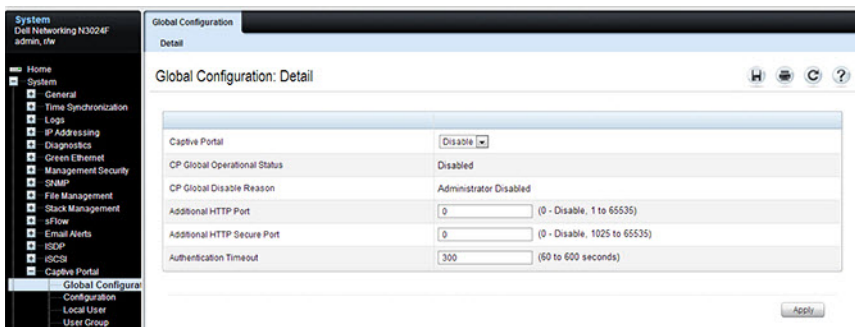 System
Dell Networking N3024F
admin, r/w
Home
System
General
Time Synchronization
Logs
IP Addressing
Diagnostics
Green Ethernet
Management Security
SNMP
File Management
Stack Management
sFlow
Email Alerts
ISDP
iSCSI
Captive Portal
Global Configurat
Configuration
Local User
User Group
Global Configuration
Detail
Global Configuration: Detail
H C ?
Captive Portal Disable
CP Global Operational Status Disabled
CP Global Disable Reason Administrator Disabled
Additional HTTP Port 0 (0 - Disable, 1 to 65535)
Additional HTTP Secure Port 0 (0 - Disable, 1025 to 65535)
Authentication Timeout 300 (60 to 600 seconds)
Apply